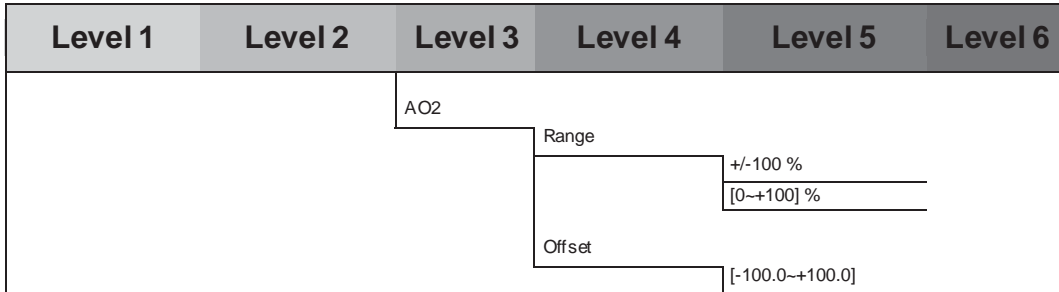 Level 1 Level 2 Level 3 Level 4 Level 5 Level 6
AO2
Range
+/-100 %
[0~+100] %
Offset
[-100.0~+100.0]